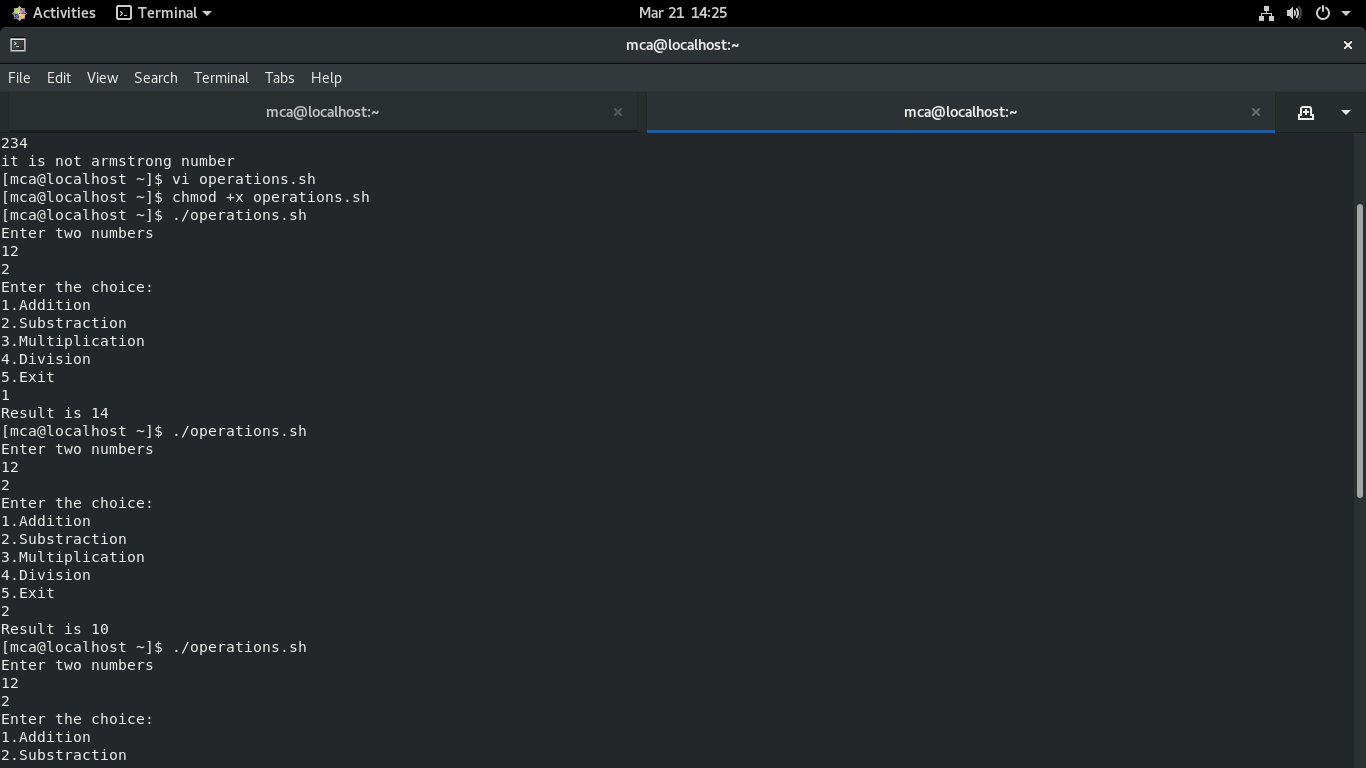 Activities Terminal Mar 21 14:25
mca@localhost:~
File Edit View Search Terminal Tabs Help
mca@localhost:~ mca@localhost:~
234
it is not armstrong number
[mca@localhost ~]$ vi operations.sh
[mca@localhost ~]$ chmod +x operations.sh
[mca@localhost ~]$ ./operations.sh
Enter two numbers
12
2
Enter the choice:
1.Addition
2.Substraction
3.Multiplication
4.Division
5.Exit
1
Result is 14
[mca@localhost ~]$ ./operations.sh
Enter two numbers
12
2
Enter the choice:
1.Addition
2.Substraction
3.Multiplication
4.Division
5.Exit
2
Result is 10
[mca@localhost ~]$ ./operations.sh
Enter two numbers
12
2
Enter the choice:
1.Addition
2.Substraction